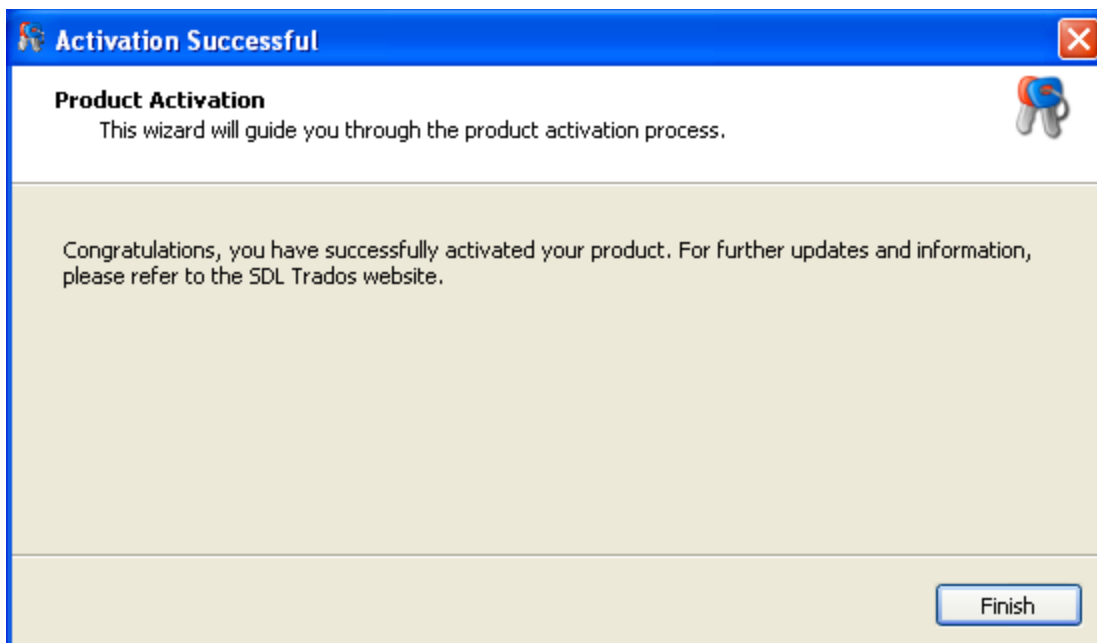 Activation Successful
Product Activation
This wizard will guide you through the product activation process.
Congratulations, you have successfully activated your product. For further updates and information,
please refer to the SDL Trados website.
Finish